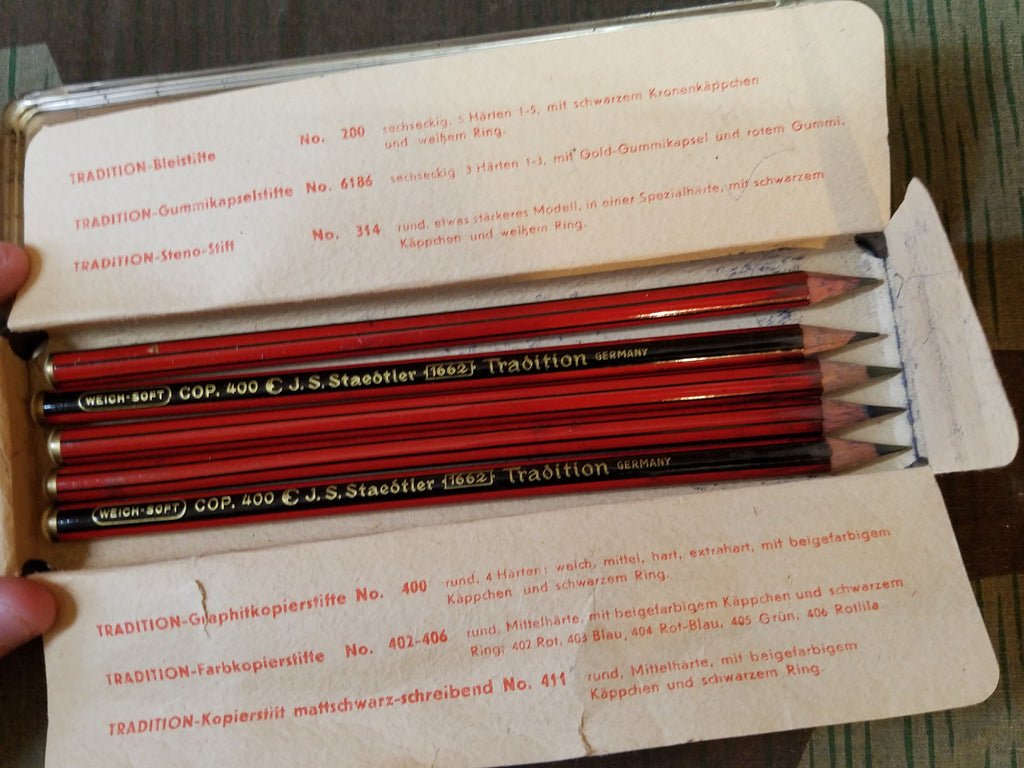 TRADITION-Bleistifte No. 200 sechseckig, 5 Härten 1-5, mit schwarzem Kronenkäppchen
und weißem Ring.
TRADITION-Gummikapselstifte No. 6186 sechseckig, 3 Härten 1-3, mit Gold-Gummikapsel und rotem Gummi.
TRADITION-Steno-Stift No. 314 rund, etwas stärkeres Modell, in einer Spezialhärte, mit schwarzem
Käppchen und weißem Ring.
WEICH-SOFT COP. 400 J. S. Staedtler 1662 Tradition GERMANY
WEICH-SOFT COP. 400 J. S. Staedtler 1662 Tradition GERMANY
TRADITION-Graphitkopierstifte No. 400 rund, 4 Härten: weich, mittel, hart, extrahart, mit beigefarbigem
Käppchen und schwarzem Ring.
TRADITION-Farbkopierstifte No. 402-406 rund, Mittelhärte, mit beigefarbigem Käppchen und schwarzem
Ring: 402 Rot, 403 Blau, 404 Rot-Blau, 405 Grün, 406 Rotlila.
TRADITION-Kopierstift mattschwarz-schreibend No. 411 rund, Mittelhärte, mit beigefarbigem
Käppchen und schwarzem Ring.